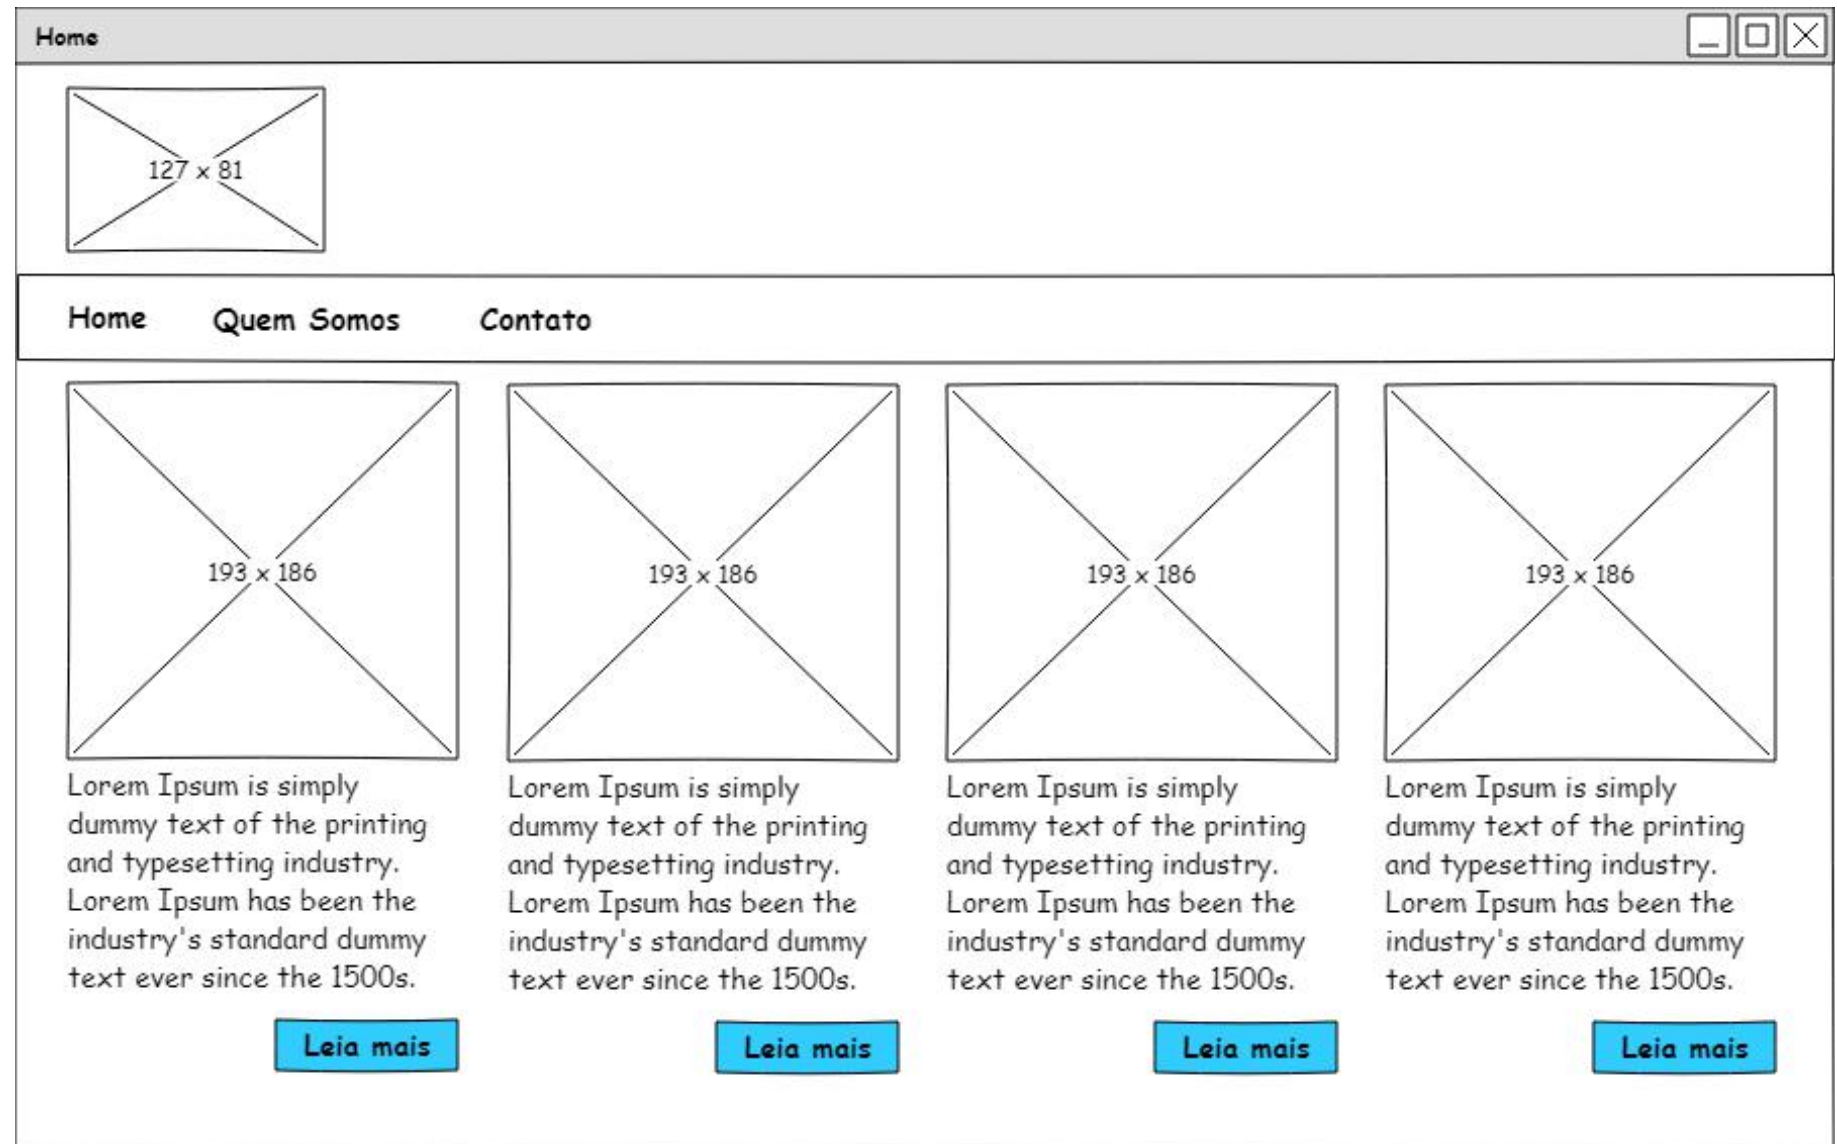 Home
127 x 81
Home Quem Somos Contato
193 x 186
Lorem Ipsum is simply
dummy text of the printing
and typesetting industry.
Lorem Ipsum has been the
industry's standard dummy
text ever since the 1500s.
Leia mais
193 x 186
Lorem Ipsum is simply
dummy text of the printing
and typesetting industry.
Lorem Ipsum has been the
industry's standard dummy
text ever since the 1500s.
Leia mais
193 x 186
Lorem Ipsum is simply
dummy text of the printing
and typesetting industry.
Lorem Ipsum has been the
industry's standard dummy
text ever since the 1500s.
Leia mais
193 x 186
Lorem Ipsum is simply
dummy text of the printing
and typesetting industry.
Lorem Ipsum has been the
industry's standard dummy
text ever since the 1500s.
Leia mais